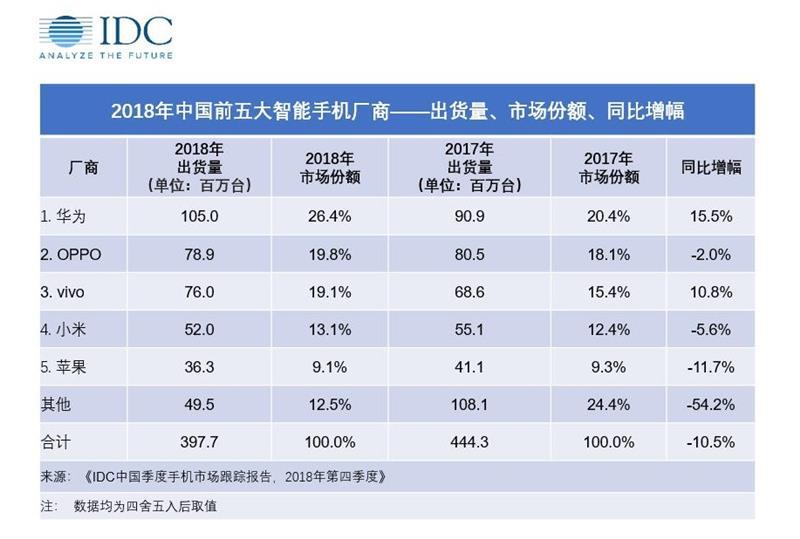 IDC
ANALYZE THE FUTURE
2018年中国前五大智能手机厂商——出货量、市场份额、同比增幅
厂商 2018年出货量(单位：百万台) 2018年市场份额 2017年出货量(单位：百万台) 2017年市场份额 同比增幅
1. 华为 105.0 26.4% 90.9 20.4% 15.5%
2. OPPO 78.9 19.8% 80.5 18.1% -2.0%
3. vivo 76.0 19.1% 68.6 15.4% 10.8%
4. 小米 52.0 13.1% 55.1 12.4% -5.6%
5. 苹果 36.3 9.1% 41.1 9.3% -11.7%
其他 49.5 12.5% 108.1 24.4% -54.2%
合计 397.7 100.0% 444.3 100.0% -10.5%
来源：《IDC中国季度手机市场跟踪报告，2018年第四季度》
注： 数据均为四舍五入后取值